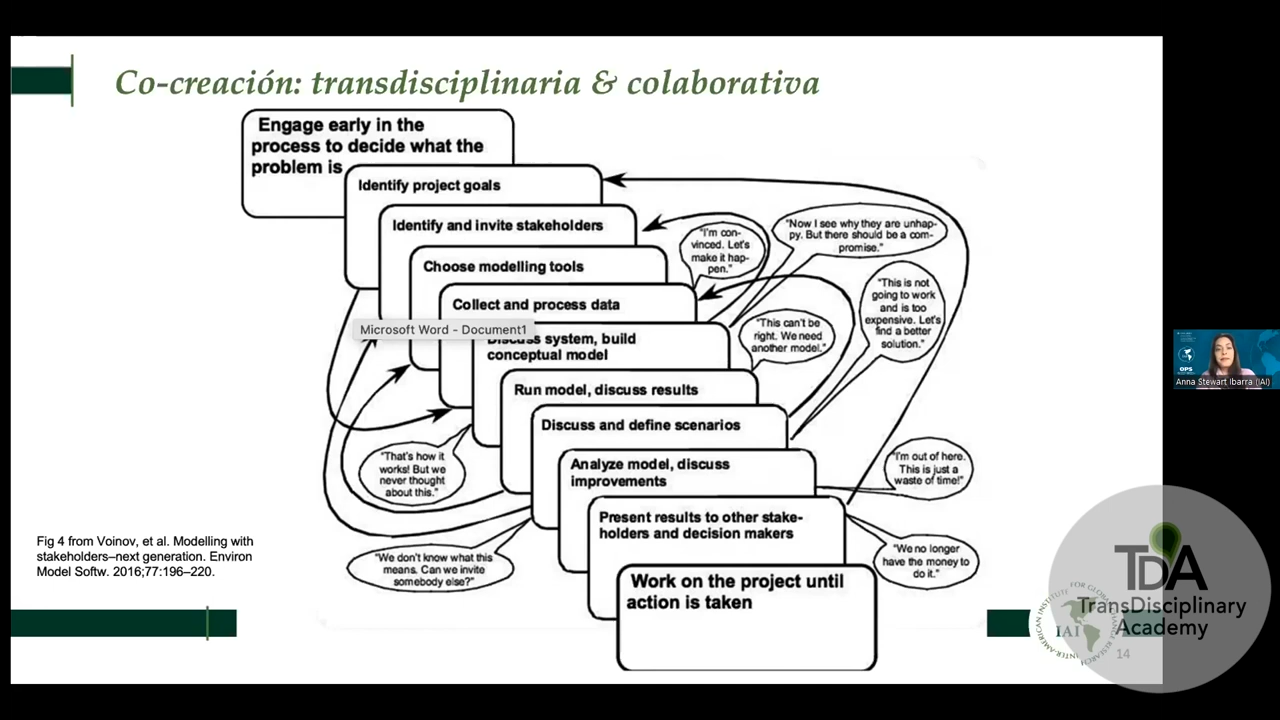 Co-creación: transdisciplinaria & colaborativa
Engage early in the
process to decide what the
problem is
Identify project goals
Identify and invite stakeholders
Choose modelling tools
Collect and process data
Microsoft Word - Document1
Discuss system, build
conceptual model
Run model, discuss results
Discuss and define scenarios
Analyze model, discuss
improvements
Present results to other stake-
holders and decision makers
Work on the project until
action is taken
"I'm con-
vinced. Let's
make it hap-
pen."
"Now I see why they are unhap-
py. But there should be a com-
promise."
"This is not
going to work
and is too
expensive. Let's
find a better
solution."
"This can't be
right. We need
another model."
"That's how it
works! But we
never thought
about this."
"I'm out of here.
This is just a
waste of time!"
"We don't know what this
means. Can we invite
somebody else?"
"We no longer
have the money to
do it."
Fig 4 from Voinov, et al. Modelling with
stakeholders–next generation. Environ
Model Softw. 2016;77:196–220.
OPS
Anna Stewart Ibarra (IAI)
TDA
TransDisciplinary
Academy
IAI
14